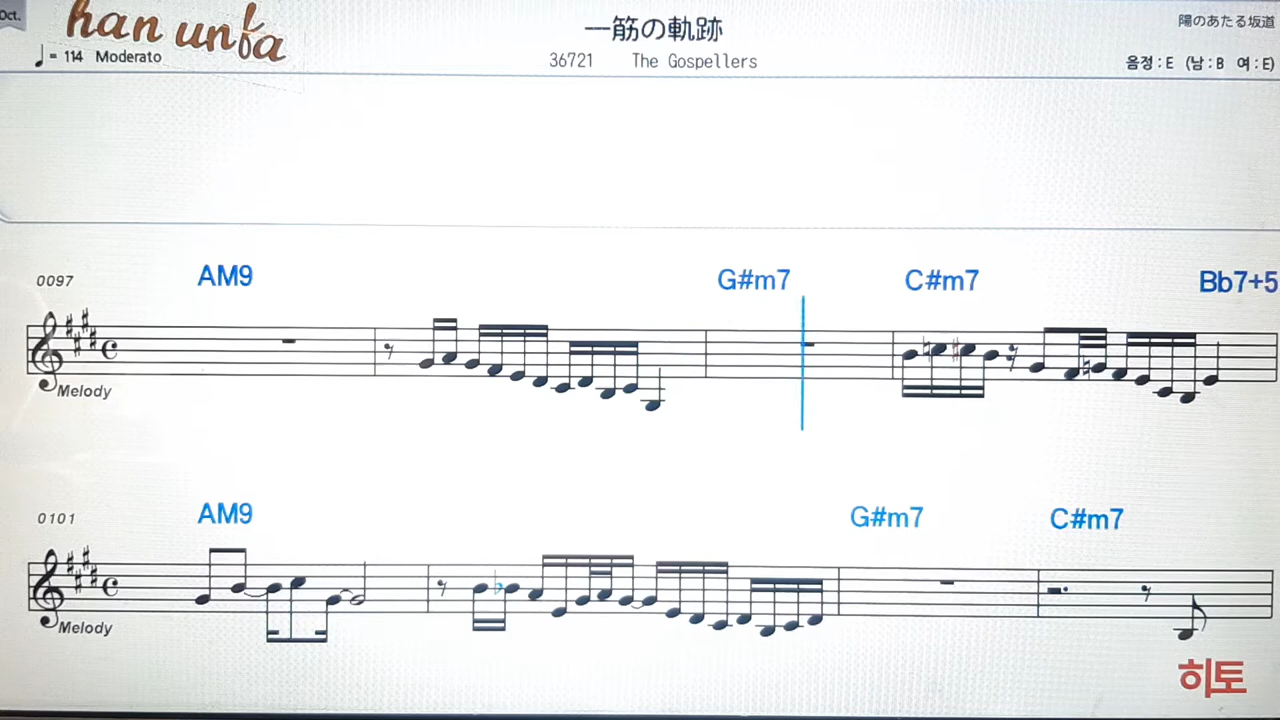 Oct.
han unba
♩= 114 Moderato
一筋の軌跡
36721 The Gospellers
陽のあたる坂道
음정 : E (남 : B 여 : E)
0097 AM9 G#m7 C#m7 Bb7+5
Melody
0101 AM9 G#m7 C#m7
Melody
히토